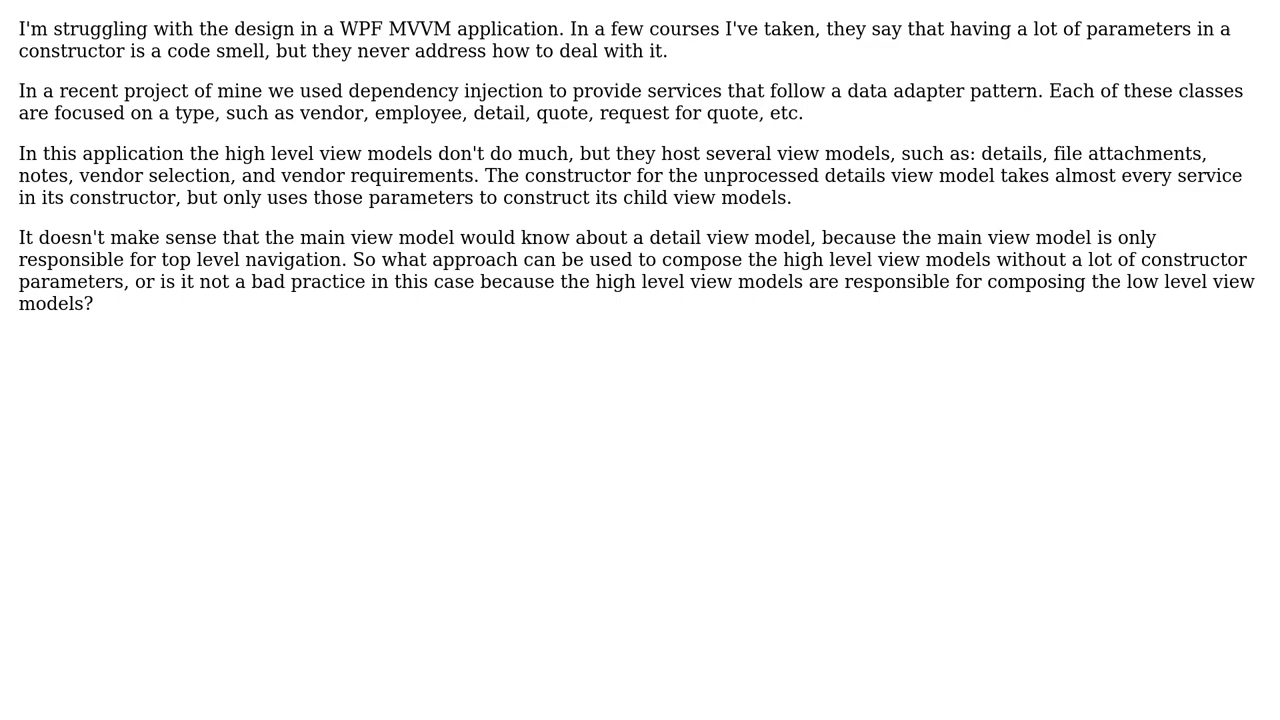 I'm struggling with the design in a WPF MVVM application. In a few courses I've taken, they say that having a lot of parameters in a
constructor is a code smell, but they never address how to deal with it.
In a recent project of mine we used dependency injection to provide services that follow a data adapter pattern. Each of these classes
are focused on a type, such as vendor, employee, detail, quote, request for quote, etc.
In this application the high level view models don't do much, but they host several view models, such as: details, file attachments,
notes, vendor selection, and vendor requirements. The constructor for the unprocessed details view model takes almost every service
in its constructor, but only uses those parameters to construct its child view models.
It doesn't make sense that the main view model would know about a detail view model, because the main view model is only
responsible for top level navigation. So what approach can be used to compose the high level view models without a lot of constructor
parameters, or is it not a bad practice in this case because the high level view models are responsible for composing the low level view
models?